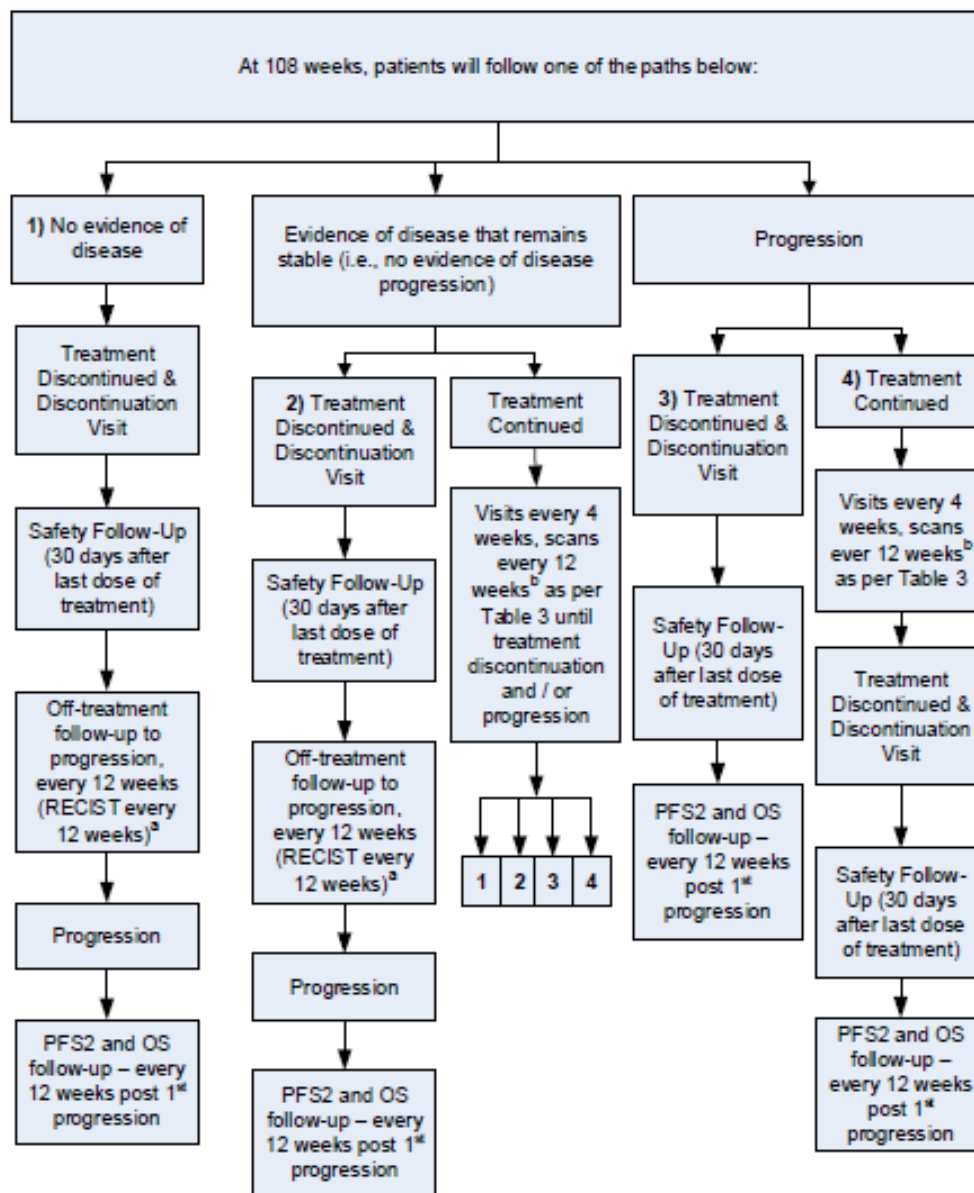 At 108 weeks, patients will follow one of the paths below:
1) No evidence of
disease
Treatment
Discontinued &
Discontinuation
Visit
Safety Follow-Up
(30 days after
last dose of
treatment)
Off-treatment
follow-up to
progression,
every 12 weeks
(RECIST every
12 weeks)a
Progression
PFS2 and OS
follow-up – every
12 weeks post 1st
progression
Evidence of disease that remains
stable (i.e., no evidence of disease
progression)
2) Treatment
Discontinued &
Discontinuation
Visit
Safety Follow-Up
(30 days after
last dose of
treatment)
Off-treatment
follow-up to
progression,
every 12 weeks
(RECIST every
12 weeks)a
Progression
PFS2 and OS
follow-up – every
12 weeks post 1st
progression
Treatment
Continued
Visits every 4
weeks, scans
every 12
weeksb as per
Table 3 until
treatment
discontinuation
and / or
progression
1 2 3 4
Progression
3) Treatment
Discontinued &
Discontinuation
Visit
Safety Follow-
Up (30 days
after last dose
of treatment)
PFS2 and OS
follow-up –
every 12 weeks
post 1st
progression
4) Treatment
Continued
Visits every 4
weeks, scans
ever 12 weeksb
as per Table 3
Treatment
Discontinued &
Discontinuation
Visit
Safety Follow-
Up (30 days
after last dose
of treatment)
PFS2 and OS
follow-up –
every 12 weeks
post 1st
progression